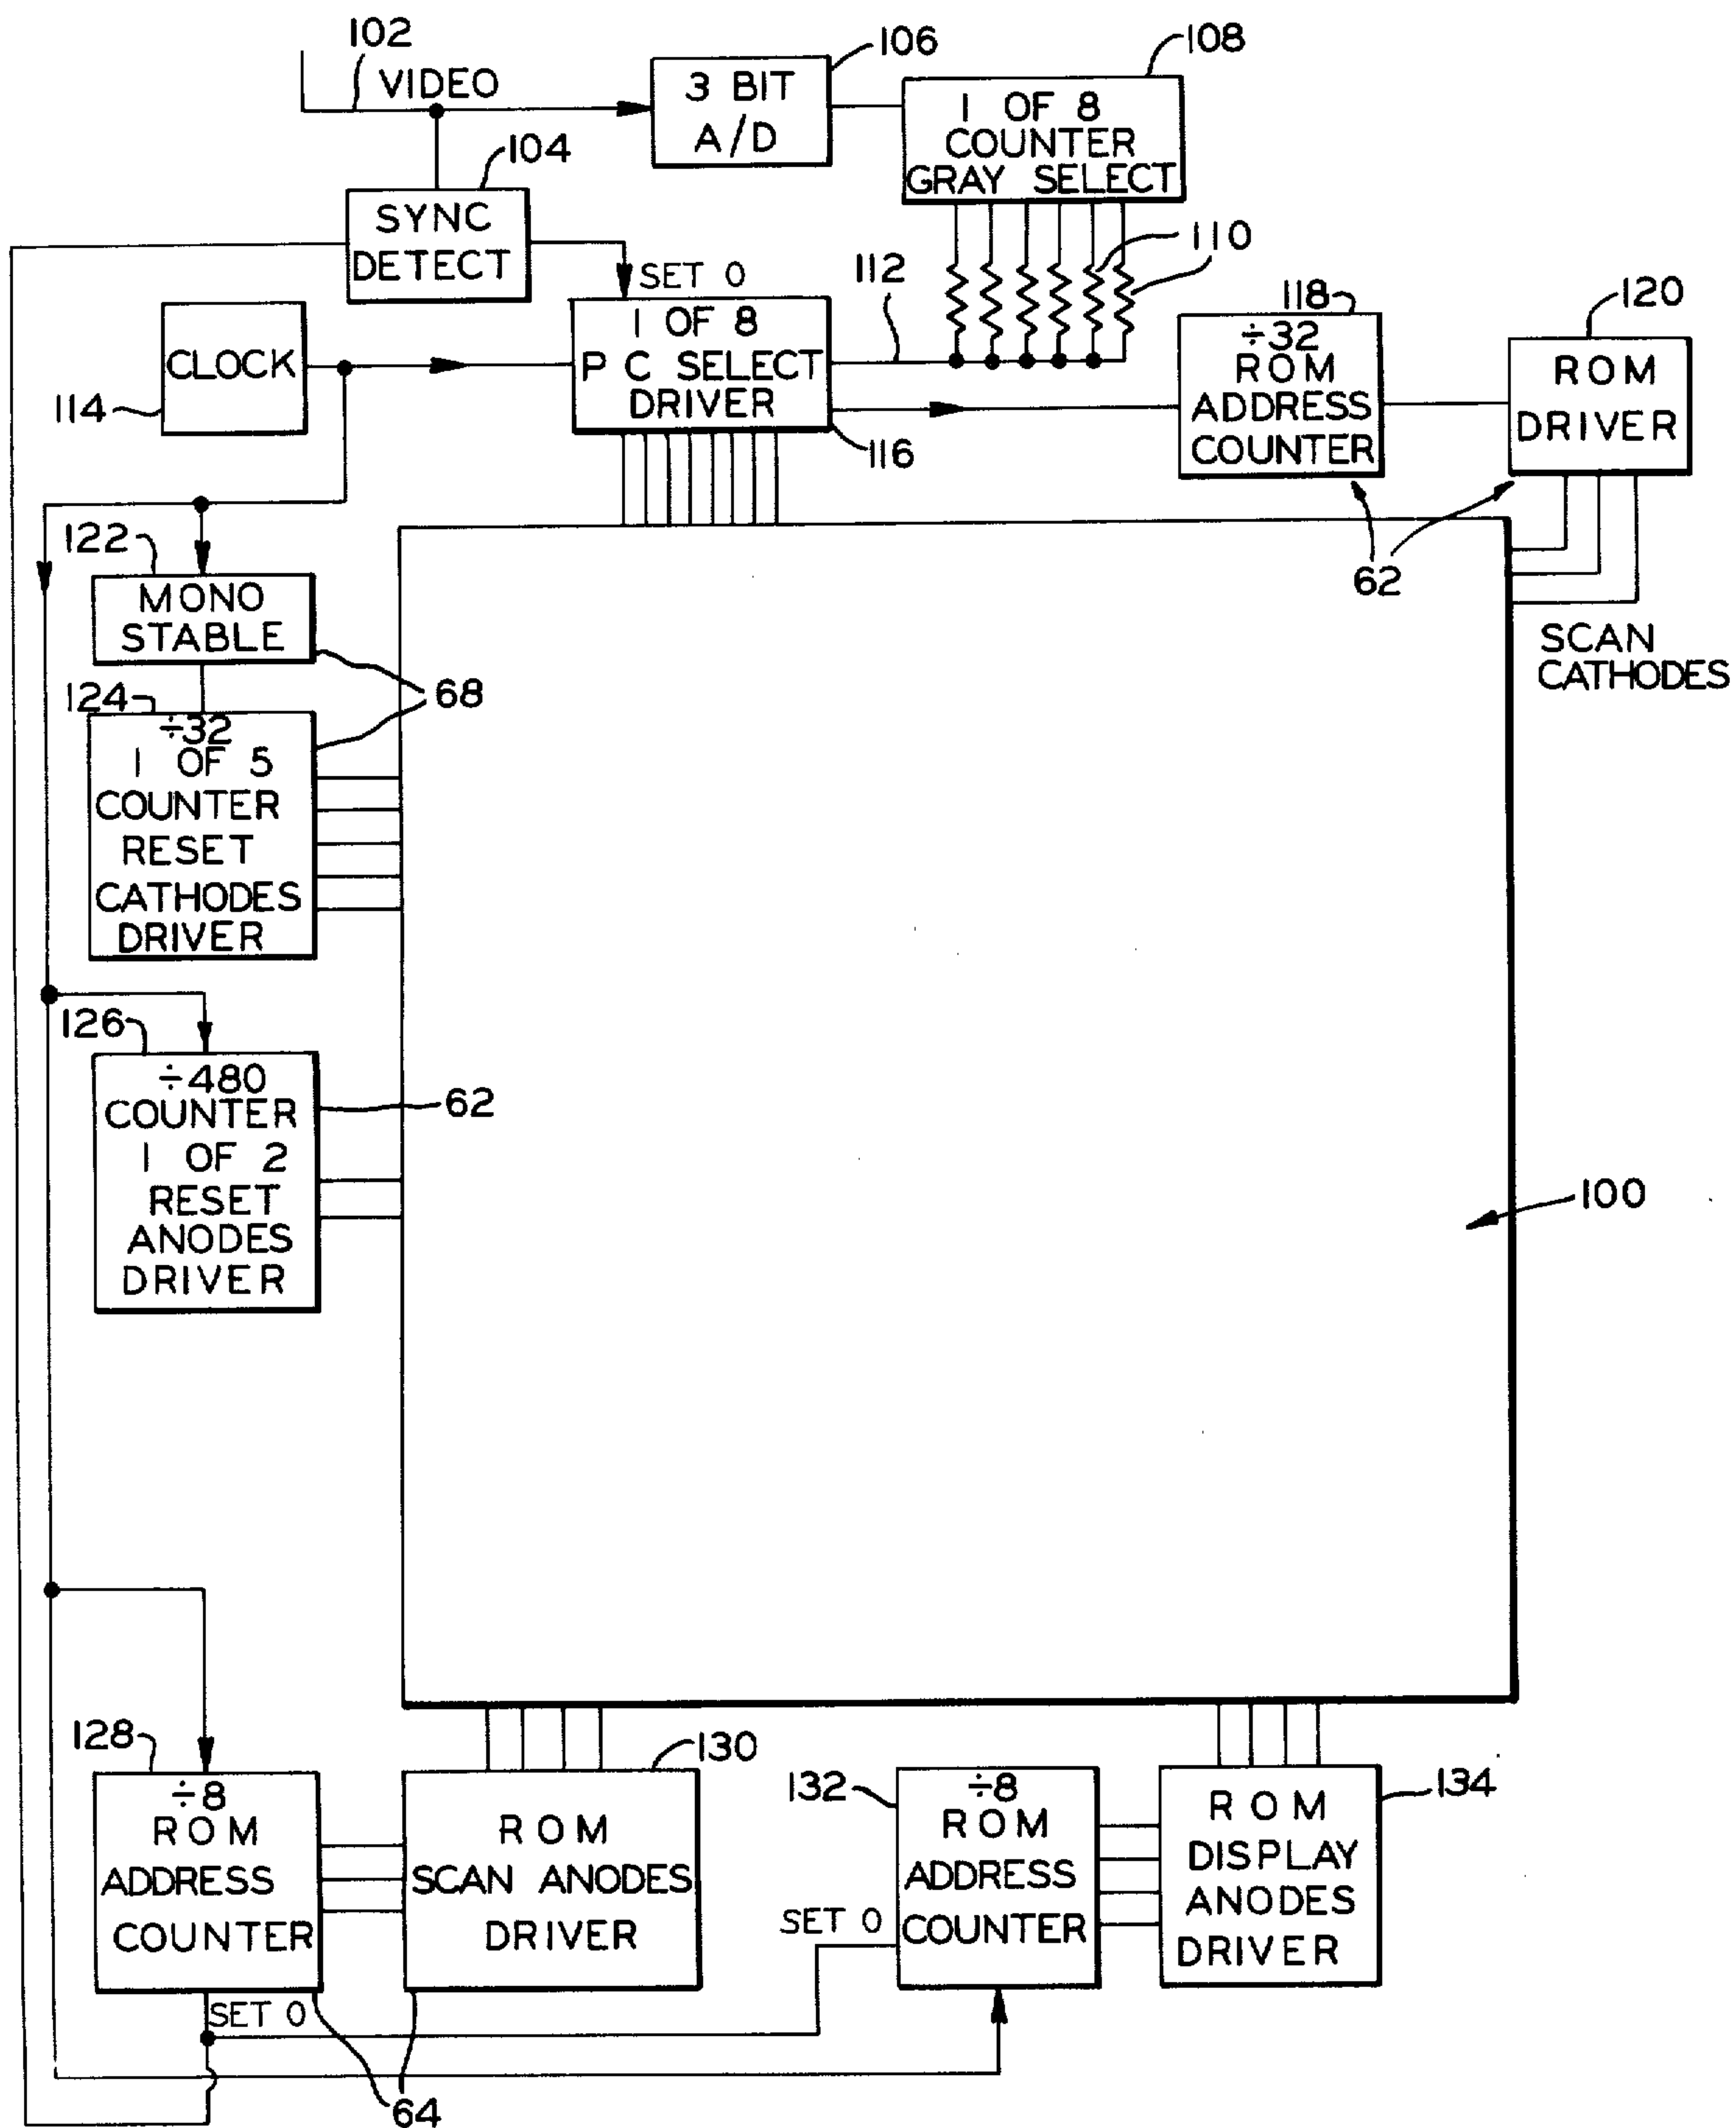 102
VIDEO
106
3 BIT
A/D
108
1 OF 8
COUNTER
GRAY SELECT
104
SYNC
DETECT
SET 0
110
112
114
CLOCK
1 OF 8
P C SELECT
DRIVER
116
118
÷32
ROM
ADDRESS
COUNTER
120
ROM
DRIVER
62
SCAN
CATHODES
122
MONO
STABLE
68
124
÷32
1 OF 5
COUNTER
RESET
CATHODES
DRIVER
126
÷480
COUNTER
1 OF 2
RESET
ANODES
DRIVER
62
100
128
÷8
ROM
ADDRESS
COUNTER
SET 0
130
ROM
SCAN ANODES
DRIVER
64
132
÷8
ROM
ADDRESS
COUNTER
SET 0
134
ROM
DISPLAY
ANODES
DRIVER